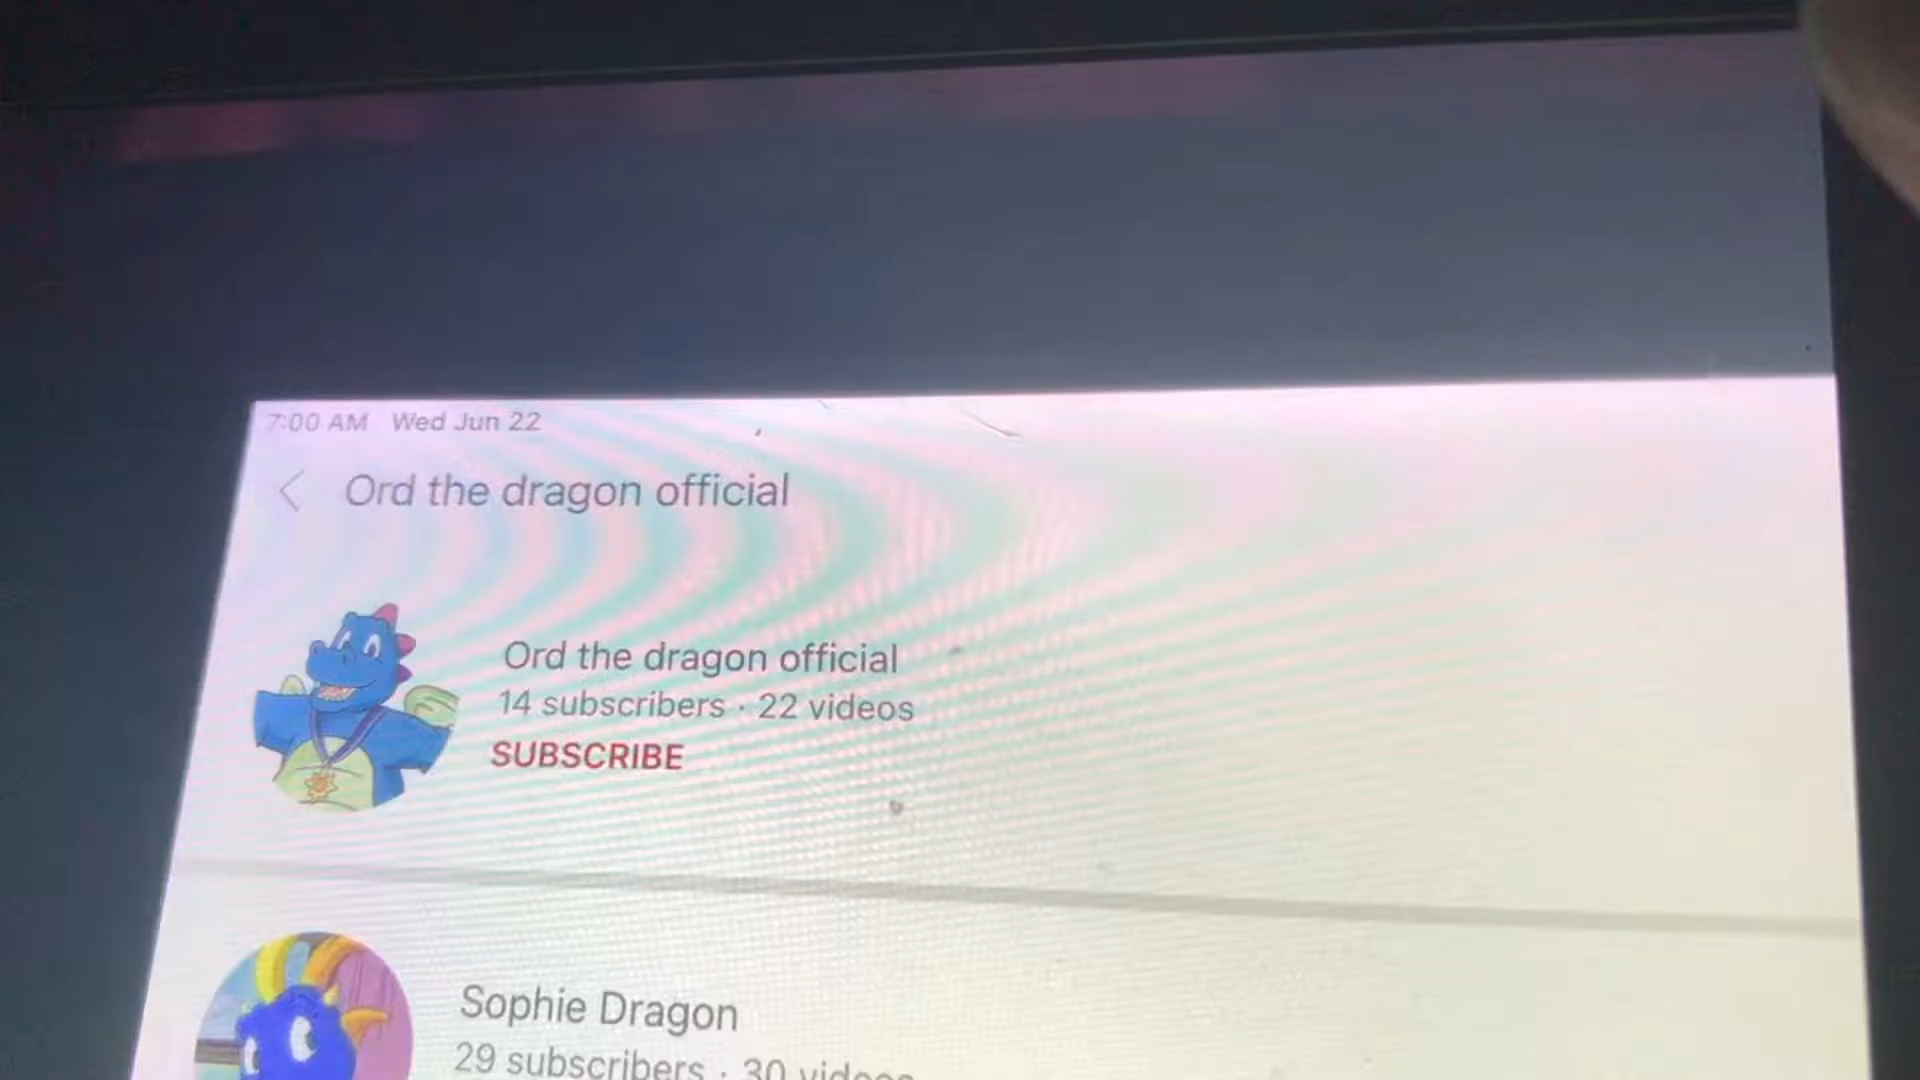 7:00 AM Wed Jun 22
Ord the dragon official
Ord the dragon official
14 subscribers · 22 videos
SUBSCRIBE
Sophie Dragon
29 subscribers · 30 videos